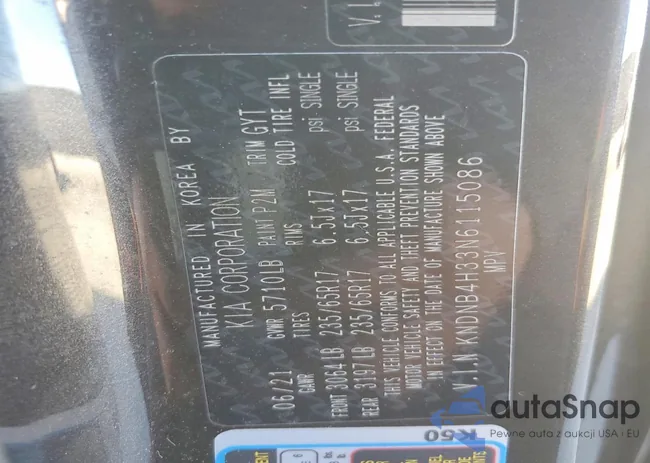 V.I.
MANUFACTURED IN KOREA BY
KIA CORPORATION
06/21 GVWR 5710LB PAINT P2M TRIM GYT
GAWR TIRES RIMS COLD TIRE INFL
FRONT 3064LB 235/65R17 6.5Jx17 psi SINGLE
REAR 3197LB 235/65R17 6.5Jx17 psi SINGLE
THIS VEHICLE CONFORMS TO ALL APPLICABLE U.S.A. FEDERAL
MOTOR VEHICLE SAFETY AND THEFT PREVENTION STANDARDS
IN EFFECT ON THE DATE OF MANUFACTURE SHOWN ABOVE
V.I.N KNDNB4H33N6115086
MPV
K50
autaSnap
Pewne auta z aukcji USA i EU